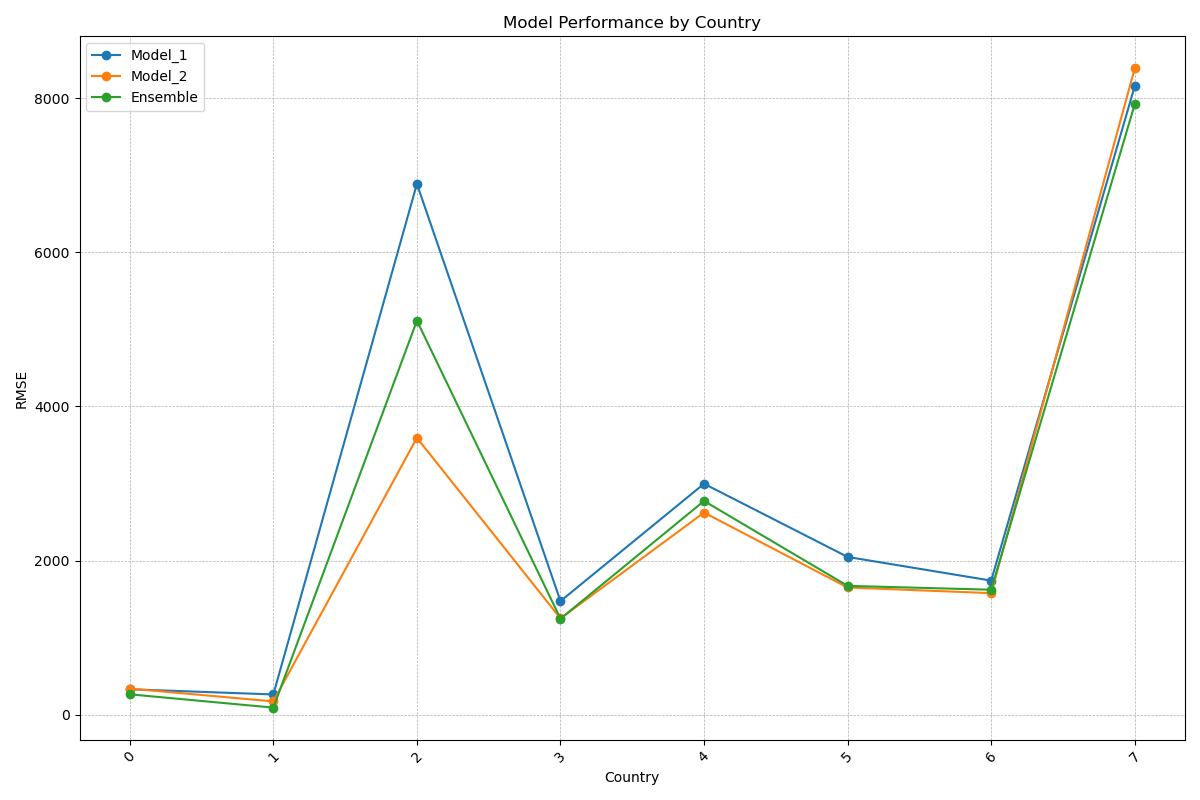 Model Performance by Country
Model_1
Model_2
Ensemble
8000
6000
4000
2000
0
RMSE
0 1 2 3 4 5 6 7
Country